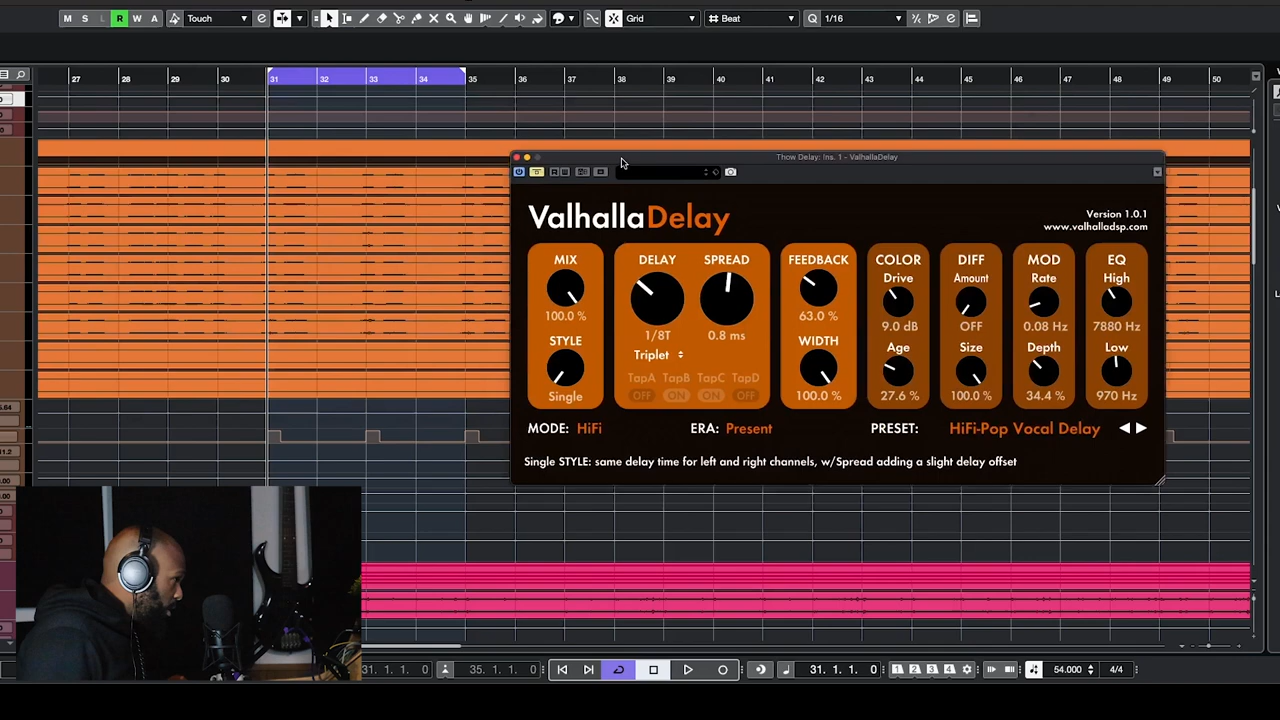 M S L R W A Touch Grid Beat Q 1/16
27 28 29 30 31 32 33 34 35 36 37 38 39 40 41 42 43 44 45 46 47 48 49 50
Thow Delay: Ins. 1 - ValhallaDelay
ValhallaDelay
Version 1.0.1
www.valhalladsp.com
MIX DELAY SPREAD FEEDBACK COLOR DIFF MOD EQ
Drive Amount Rate High
100.0 % 1/8T 0.8 ms 63.0 % 9.0 dB OFF 0.08 Hz 7880 Hz
STYLE Triplet WIDTH Age Size Depth Low
TapA TapB TapC TapD
Single OFF ON ON OFF 100.0 % 27.6 % 100.0 % 34.4 % 970 Hz
MODE: HiFi ERA: Present PRESET: HiFi-Pop Vocal Delay
Single STYLE: same delay time for left and right channels, w/Spread adding a slight delay offset
31. 1. 1. 0 35. 1. 1. 0 31. 1. 1. 0 1 2 3 4 54.000 4/4